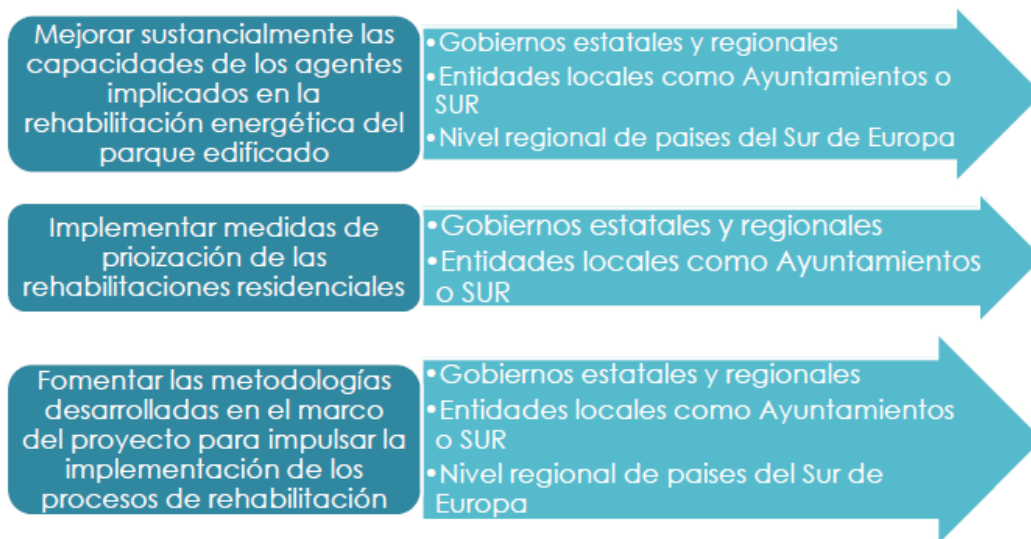 Mejorar sustancialmente las
capacidades de los agentes
implicados en la
rehabilitación energética del
parque edificado
•Gobiernos estatales y regionales
•Entidades locales como Ayuntamientos o
SUR
•Nivel regional de paises del Sur de Europa
Implementar medidas de
prioización de las
rehabilitaciones residenciales
•Gobiernos estatales y regionales
•Entidades locales como Ayuntamientos
o SUR
Fomentar las metodologías
desarrolladas en el marco
del proyecto para impulsar la
implementación de los
procesos de rehabilitación
•Gobiernos estatales y regionales
•Entidades locales como Ayuntamientos
o SUR
•Nivel regional de paises del Sur de
Europa